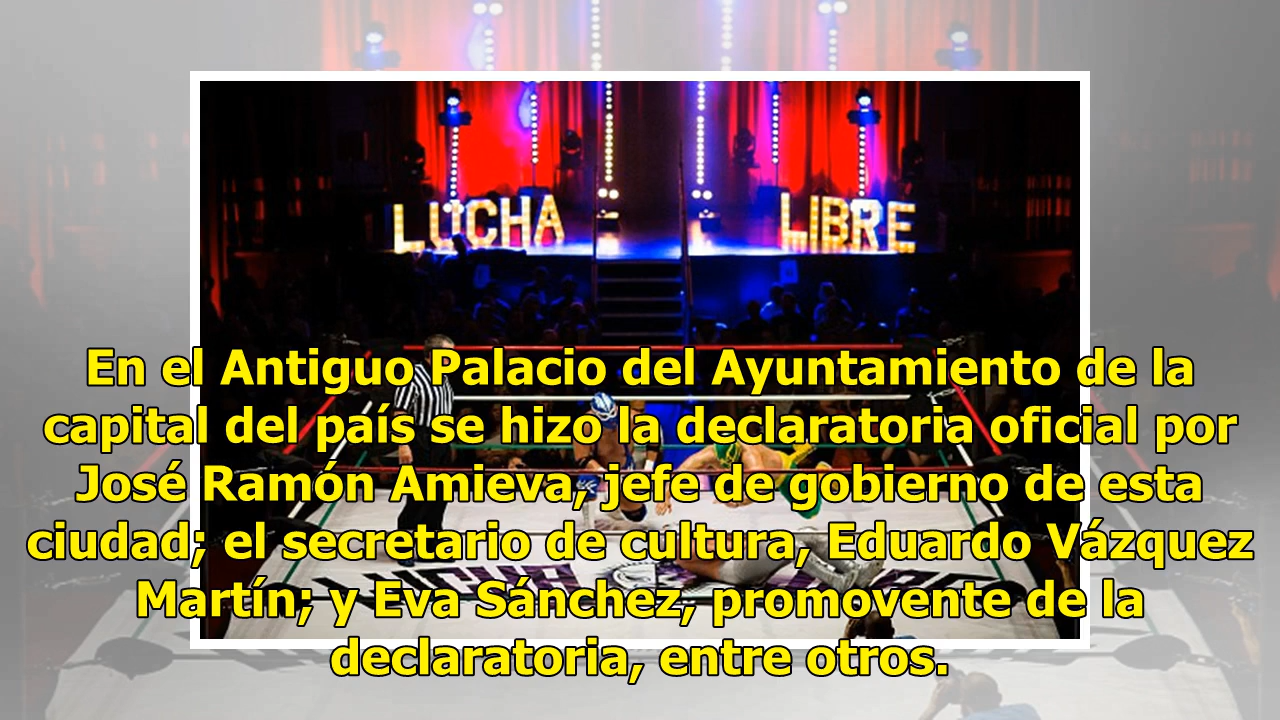 LUCHA LIBRE
En el Antiguo Palacio del Ayuntamiento de la
capital del país se hizo la declaratoria oficial por
José Ramón Amieva, jefe de gobierno de esta
ciudad; el secretario de cultura, Eduardo Vázquez
Martín; y Eva Sánchez, promovente de la
declaratoria, entre otros.